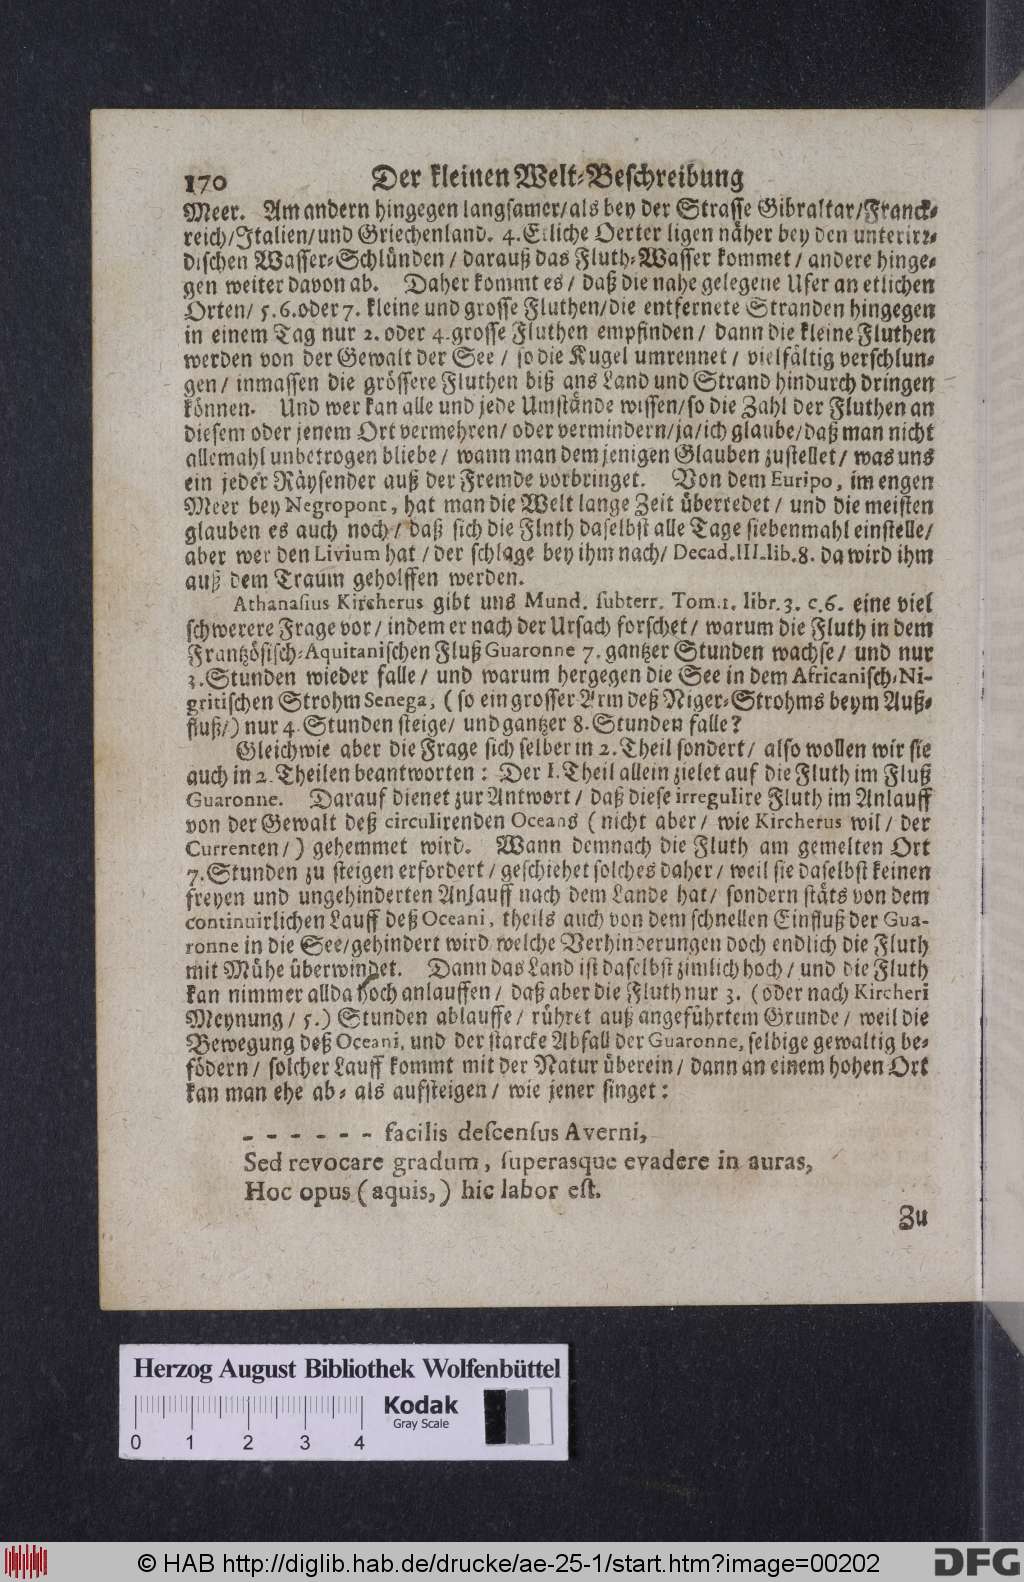 170 Der kleinen Welt-Beschreibung
Meer. Am andern hingegen langsamer/als bey der Strasse Gibraltar/Franck-
reich/Italien/und Griechenland. 4. Etliche Oerter ligen näher bey den unterirr-
dischen Wasser-Schlünden / darauß das Fluth-Wasser kommet / andere hinge-
gen weiter davon ab. Daher kommt es / daß die nahe gelegene Ufer an etlichen
Orten / 5. 6. oder 7. kleine und grosse Fluthen/die entfernete Stranden hingegen
in einem Tag nur 2. oder 4. grosse Fluthen empfinden / dann die kleine Fluthen
werden von der Gewalt der See / so die Kugel umrennet / vielfältig verschlun-
gen / inmassen die grössere Fluthen biß ans Land und Strand hindurch dringen
können. Und wer kan alle und jede Umstände wissen/so die Zahl der Fluthen an
diesem oder jenem Ort vermehren/ oder vermindern/ja/ich glaube/daß man nicht
allemahl unbetrogen bliebe / wann man dem jenigen Glauben zustellet / was uns
ein jeder Räysender auß der Fremde vorbringet. Von dem Euripo, im engen
Meer bey Negropont, hat man die Welt lange Zeit überredet / und die meisten
glauben es auch noch / daß sich die Flnth daselbst alle Tage siebenmahl einstelle/
aber wer den Livium hat / der schlage bey ihm nach/ Decad. III. lib. 8. da wird ihm
auß dem Traum geholffen werden.
Athanasius Kircherus gibt uns Mund. subterr. Tom. 1. libr. 3. c. 6. eine viel
schwerere Frage vor / indem er nach der Ursach forschet / warum die Fluth in dem
Frantzösisch-Aquitanischen Fluß Guaronne 7. gantzer Stunden wachse / und nur
3. Stunden wieder falle / und warum hergegen die See in dem Africanisch-Ni-
gritischen Strohm Senega, ( so ein grosser Arm deß Niger-Strohms beym Auß-
fluß/) nur 4. Stunden steige / und gantzer 8. Stunden falle?
Gleichwie aber die Frage sich selber in 2. Theil sondert / also wollen wir sie
auch in 2. Theilen beantworten : Der I. Theil allein zielet auf die Fluth im Fluß
Guaronne. Darauf dienet zur Antwort / daß diese irregulire Fluth im Anlauff
von der Gewalt deß circulirenden Oceans ( nicht aber / wie Kircherus wil / der
Currenten / ) gehemmet wird. Wann demnach die Fluth am gemelten Ort
7. Stunden zu steigen erfordert / geschiehet solches daher / weil sie daselbst keinen
freyen und ungehinderten Anlauff nach dem Lande hat / sondern stäts von dem
continuirlichen Lauff deß Oceani, theils auch von dem schnellen Einfluß der Gua-
ronne in die See/gehindert wird, welche Verhinderungen doch endlich die Fluth
mit Mühe überwindet. Dann das Land ist daselbst zimlich hoch / und die Fluth
kan nimmer allda hoch anlauffen / daß aber die Fluth nur 3. ( oder nach Kircheri
Meynung / 5. ) Stunden ablauffe / rühret auß angeführtem Grunde / weil die
Bewegung deß Oceani, und der starcke Abfall der Guaronne, selbige gewaltig be-
födern / solcher Lauff kommt mit der Natur überein / dann an einem hohen Ort
kan man ehe ab- als aufsteigen / wie jener singet :
- - - - - - facilis descensus Averni,
Sed revocare gradum, superasque evadere in auras,
Hoc opus ( aquis, ) hic labor est.
Zu
Herzog August Bibliothek Wolfenbüttel
Kodak
Gray Scale
0 1 2 3 4
© HAB http://diglib.hab.de/drucke/ae-25-1/start.htm?image=00202
DFG